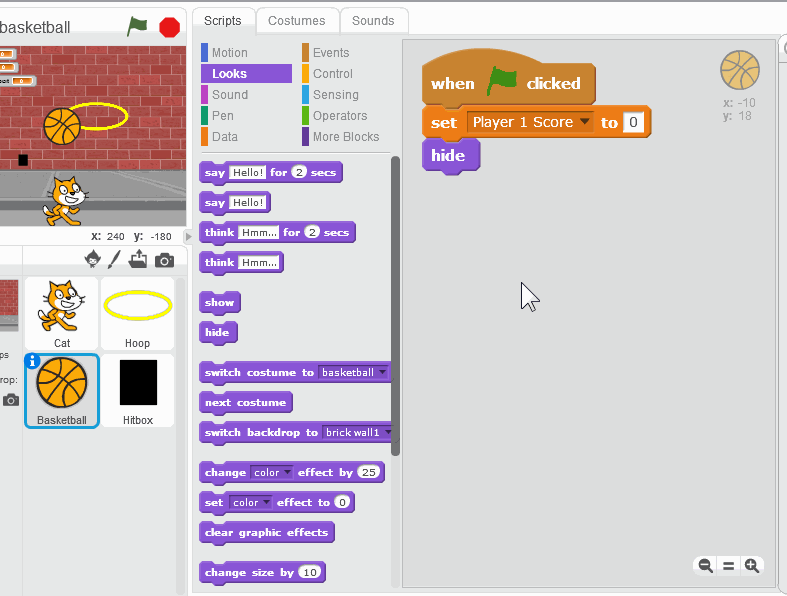 basketball
Scripts Costumes Sounds
Motion Events
Looks Control
Sound Sensing
Pen Operators
Data More Blocks
say Hello! for 2 secs
say Hello!
think Hmm... for 2 secs
think Hmm...
show
hide
switch costume to basketball
next costume
switch backdrop to brick wall1
change color effect by 25
set color effect to 0
clear graphic effects
change size by 10
when clicked
set Player 1 Score to 0
hide
x: -10
y: 18
x: 240 y: -180
Cat
Hoop
Basketball
Hitbox